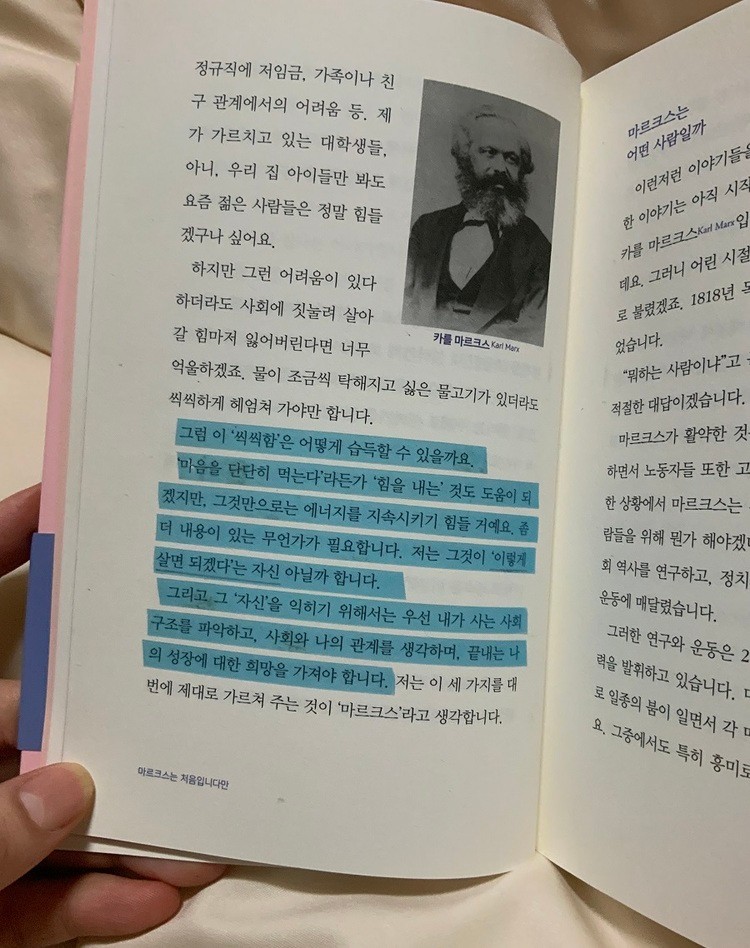 정규직에 저임금, 가족이나 친
구 관계에서의 어려움 등. 제
가 가르치고 있는 대학생들,
아니, 우리 집 아이들만 봐도
요즘 젊은 사람들은 정말 힘들
겠구나 싶어요.
하지만 그런 어려움이 있다
하더라도 사회에 짓눌려 살아
갈 힘마저 잃어버린다면 너무
카를 마르크스 Karl Marx
억울하겠죠. 물이 조금씩 탁해지고 싫은 물고기가 있더라도
씩씩하게 헤엄쳐 가야만 합니다.
그럼 이 '씩씩함'은 어떻게 습득할 수 있을까요.
'마음을 단단히 먹는다'라든가 '힘을 내는' 것도 도움이 되
겠지만, 그것만으로는 에너지를 지속시키기 힘들 거예요. 좀
더 내용이 있는 무언가가 필요합니다. 저는 그것이 '이렇게
살면 되겠다'는 자신 아닐까 합니다.
그리고 그 '자신'을 익히기 위해서는 우선 내가 사는 사회
구조를 파악하고, 사회와 나의 관계를 생각하며, 끝내는 나
의 성장에 대한 희망을 가져야 합니다. 저는 이 세 가지를 대
번에 제대로 가르쳐 주는 것이 '마르크스'라고 생각합니다.
마르크스는 처음입니다만
마르크스는
어떤 사람일까
이런저런 이야기들을
한 이야기는 아직 시작
카를 마르크스Karl Marx입
데요. 그러니 어린 시절
로 불렸겠죠. 1818년 독
었습니다.
"뭐하는 사람이냐"고
적절한 대답이겠습니다.
마르크스가 활약한 것은
하면서 노동자들 또한 고
한 상황에서 마르크스는
람들을 위해 뭔가 해야겠다
회 역사를 연구하고, 정치
운동에 매달렸습니다.
그러한 연구와 운동은 2
력을 발휘하고 있습니다.
로 일종의 붐이 일면서 각
요. 그중에서도 특히 흥미로